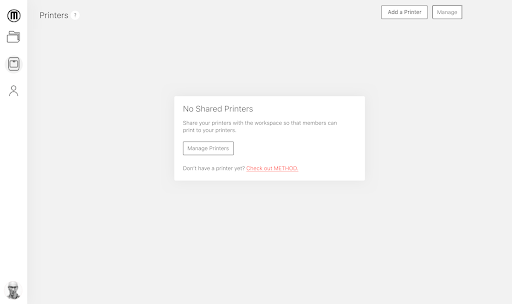 Printers ?
Add a Printer
Manage
No Shared Printers
Share your printers with the workspace so that members can
print to your printers.
Manage Printers
Don't have a printer yet? Check out METHOD.